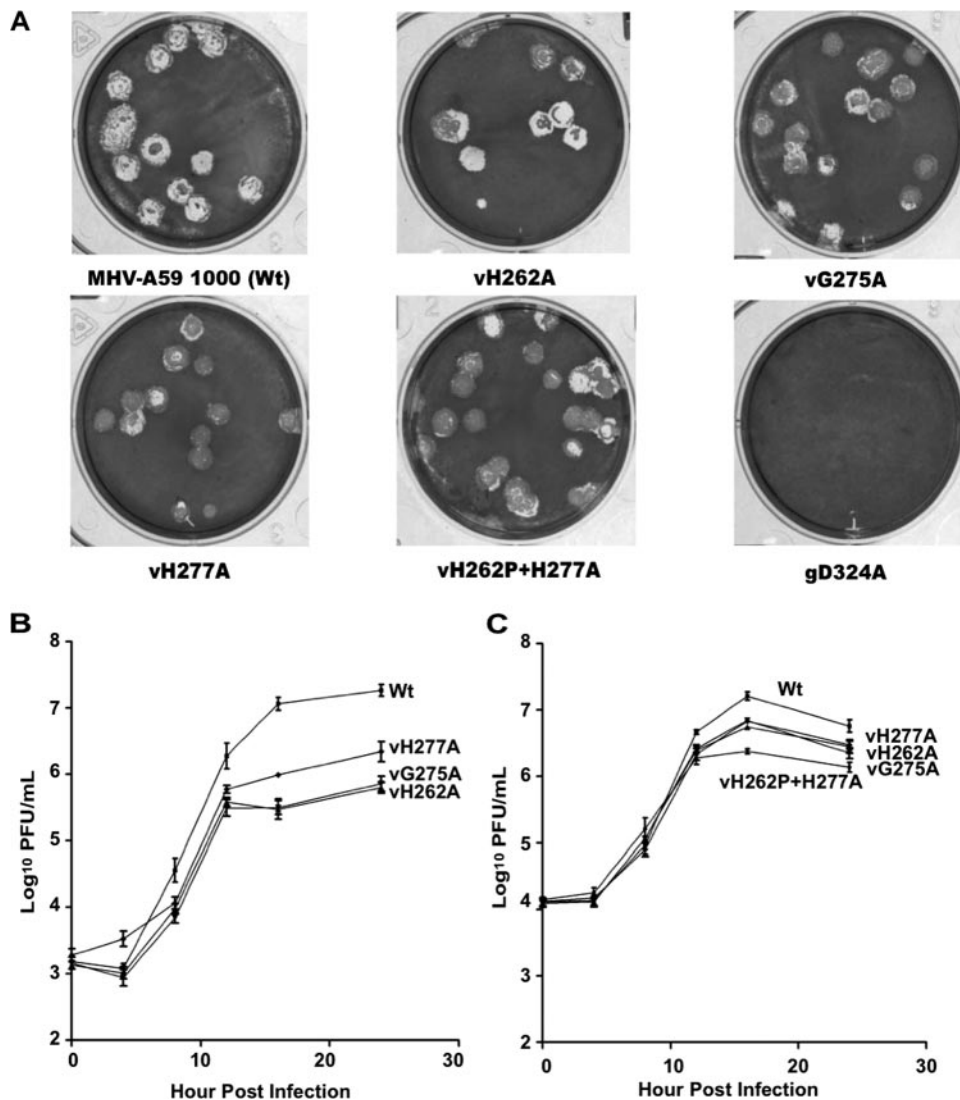 A
MHV-A59 1000 (Wt)
vH262A
vG275A
vH277A
vH262P+H277A
gD324A
B
8
7
6
5
4
3
2
0
10
20
30
Log¹⁰ PFU/mL
Hour Post Infection
Wt
vH277A
vG275A
vH262A
C
8
7
6
5
4
3
2
0
10
20
30
Log¹⁰ PFU/mL
Hour Post Infection
Wt
vH277A
vH262A
vG275A
vH262P+H277A